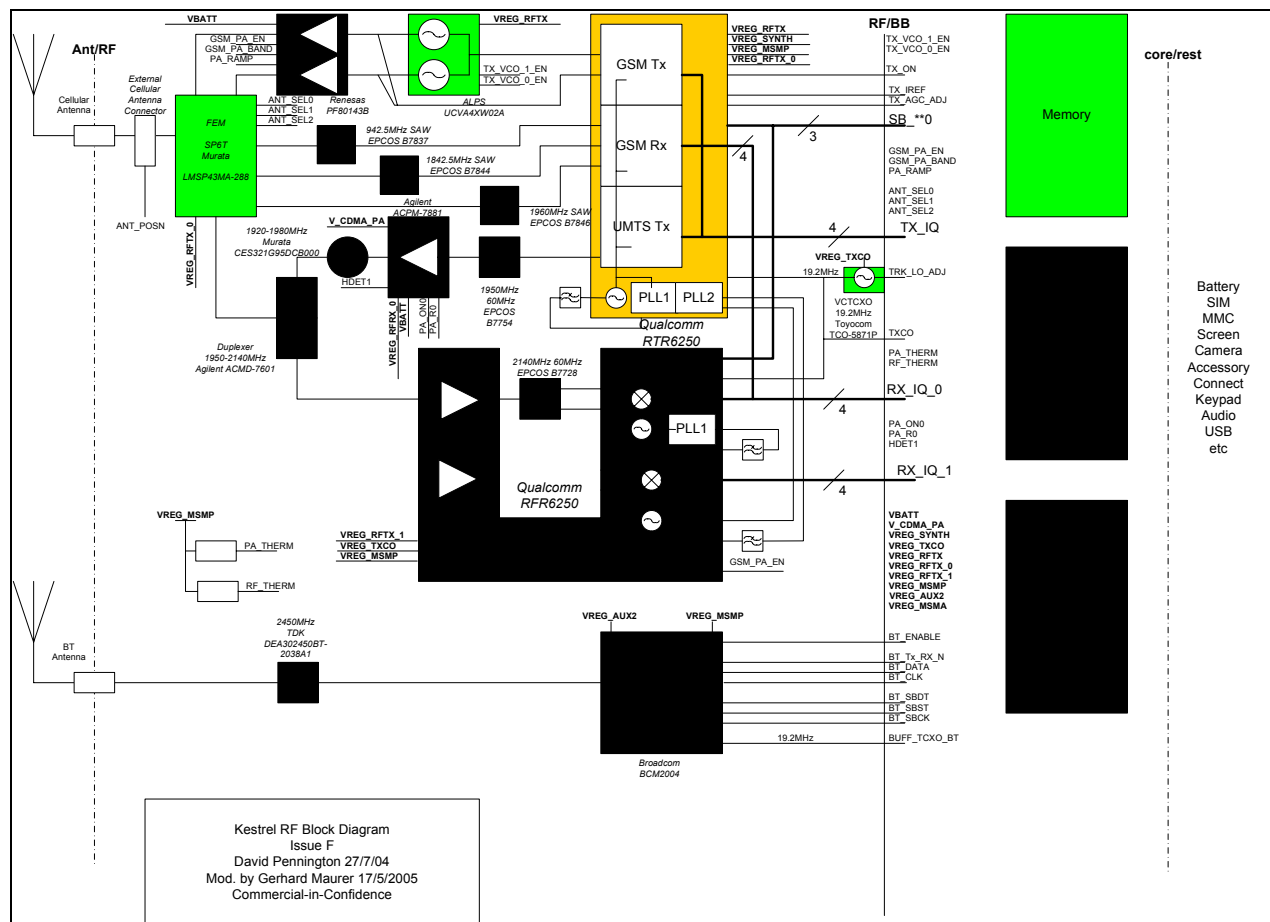 VBATT
VREG_RFTX
RF/BB
Ant/RF
core/rest
GSM_PA_EN
GSM_PA_BAND
PA_RAMP
VREG_RFTX
VREG_SYNTH
VREG_MSMP
VREG_RFTX_0
TX_VCO_1_EN
TX_VCO_0_EN
TX_ON
TX_IREF
TX_AGC_ADJ
SB_**0
3
GSM_PA_EN
GSM_PA_BAND
PA_RAMP
ANT_SEL0
ANT_SEL1
ANT_SEL2
4
TX_IQ
4
Cellular
Antenna
External
Cellular
Antenna
Connector
ANT_SEL0
ANT_SEL1
ANT_SEL2
Renesas
PF80143B
TX_VCO_1_EN
TX_VCO_0_EN
ALPS
UCVA4XW02A
GSM Tx
GSM Rx
UMTS Tx
Memory
FEM
SP6T
Murata
LMSP43MA-288
942.5MHz SAW
EPCOS B7837
1842.5MHz SAW
EPCOS B7844
1960MHz SAW
EPCOS B7846
Agilent
ACPM-7881
V_CDMA_PA
ANT_POSN
VREG_RFTX_0
1920-1980MHz
Murata
CES321G95DCB000
HDET1
1950MHz
60MHz
EPCOS
B7754
VREG_RFRX_0
VBATT
PA_ON0
PA_R0
PLL1
PLL2
Qualcomm
RTR6250
VREG_TXCO
19.2MHz
TRK_LO_ADJ
VCTCXO
19.2MHz
Toyocom
TCO-5871P
TXCO
PA_THERM
RF_THERM
Duplexer
1950-2140MHz
Agilent ACMD-7601
2140MHz 60MHz
EPCOS B7728
PLL1
RX_IQ_0
4
PA_ON0
PA_R0
HDET1
RX_IQ_1
4
Qualcomm
RFR6250
Battery
SIM
MMC
Screen
Camera
Accessory
Connect
Keypad
Audio
USB
etc
VREG_MSMP
PA_THERM
RF_THERM
VREG_RFTX_1
VREG_TXCO
VREG_MSMP
GSM_PA_EN
VBATT
V_CDMA_PA
VREG_SYNTH
VREG_TXCO
VREG_RFTX
VREG_RFTX_0
VREG_RFTX_1
VREG_MSMP
VREG_AUX2
VREG_MSMA
BT
Antenna
2450MHz
TDK
DEA302450BT-
2038A1
VREG_AUX2
VREG_MSMP
BT_ENABLE
BT_Tx_RX_N
BT_DATA
BT_CLK
BT_SBDT
BT_SBST
BT_SBCK
19.2MHz
BUFF_TCXO_BT
Broadcom
BCM2004
Kestrel RF Block Diagram
Issue F
David Pennington 27/7/04
Mod. by Gerhard Maurer 17/5/2005
Commercial-in-Confidence